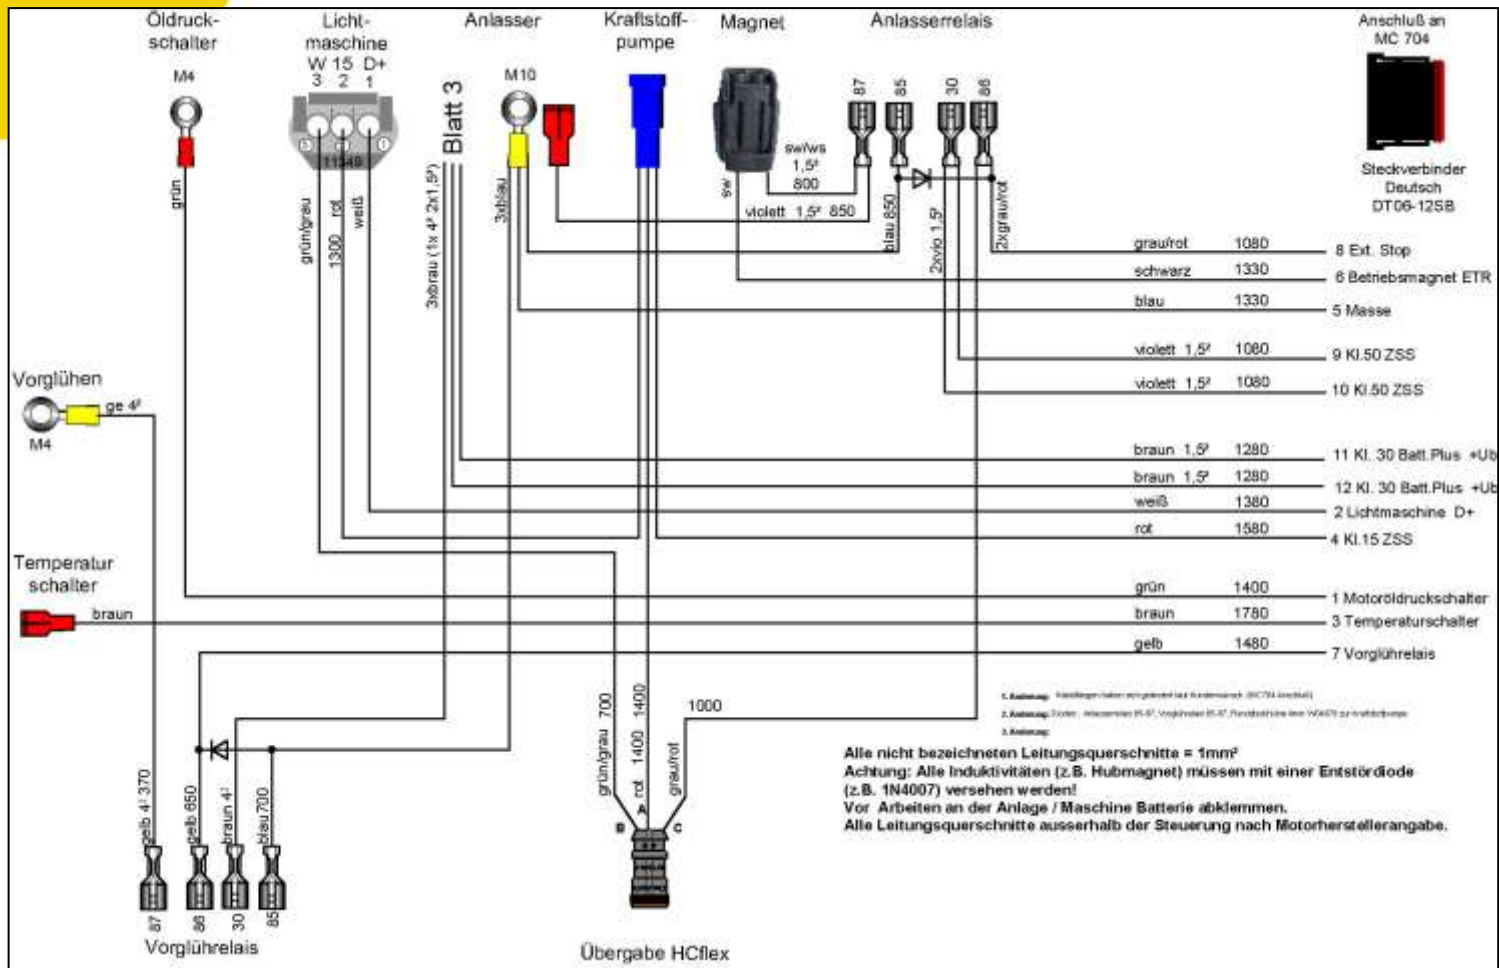 Öldruck-
schalter
Licht-
maschine
Anlasser
Kraftstoff-
pumpe
Magnet
Anlasserrelais
Anschluß an
MC 704
M4
W 15 D+
3 2 1
11349
Blatt 3
M10
87
85
30
86
Steckverbinder
Deutsch
DT06-12SB
grün
grün/grau
1300 rot
weiß
3xbrau (1x 4² 2x1,5²)
3xblau
sw
sw/ws
1,5²
800
violett 1,5² 850
blau 850
2xvio 1,5²
2xgrau/rot
grau/rot 1080 8 Ext. Stop
schwarz 1330 6 Betriebsmagnet ETR
blau 1330 5 Masse
violett 1,5² 1080 9 Kl.50 ZSS
violett 1,5² 1080 10 Kl.50 ZSS
Vorglühen
ge 4²
M4
braun 1,5² 1280 11 Kl. 30 Batt.Plus +Ub
braun 1,5² 1280 12 Kl. 30 Batt.Plus +Ub
weiß 1380 2 Lichtmaschine D+
rot 1580 4 Kl.15 ZSS
Temperatur
schalter
braun
grün 1400 1 Motoröldruckschalter
braun 1780 3 Temperaturschalter
gelb 1480 7 Vorglührelais
grün/grau 700
rot 1400 1400
grau/rot
1000
A
B
C
1. Änderung:
2. Änderung:
3. Änderung:
Alle nicht bezeichneten Leitungsquerschnitte = 1mm²
Achtung: Alle Induktivitäten (z.B. Hubmagnet) müssen mit einer Entstördiode
(z.B. 1N4007) versehen werden!
Vor Arbeiten an der Anlage / Maschine Batterie abklemmen.
Alle Leitungsquerschnitte ausserhalb der Steuerung nach Motorherstellerangabe.
gelb 4² 370
gelb 650
braun 4²
blau 700
87
86
30
85
Vorglührelais
Übergabe HCflex